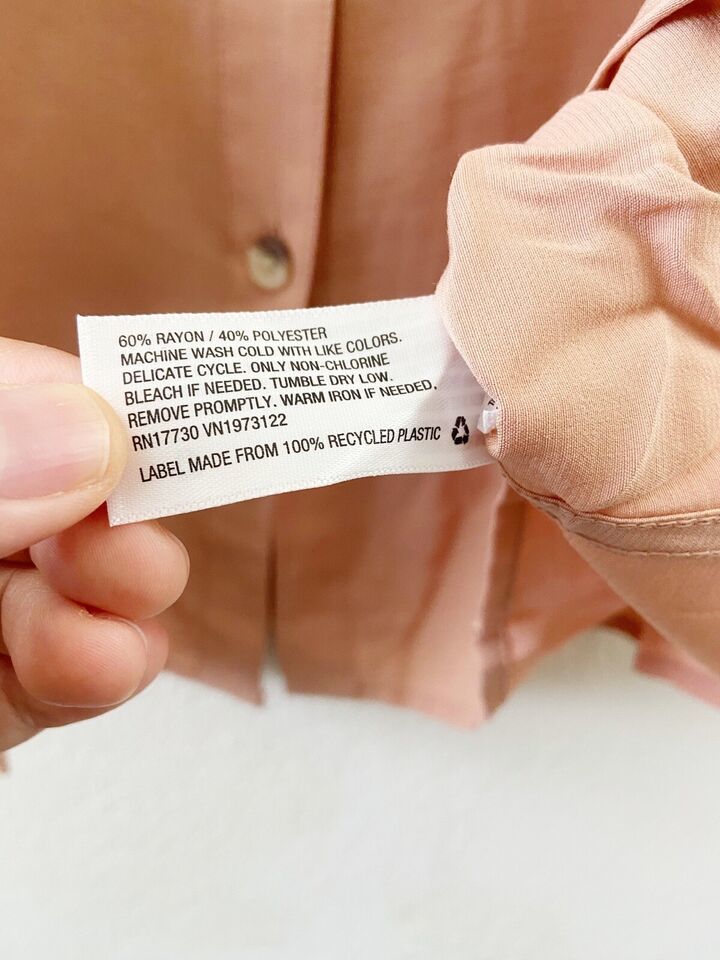 60% RAYON / 40% POLYESTER
MACHINE WASH COLD WITH LIKE COLORS.
DELICATE CYCLE. ONLY NON-CHLORINE
BLEACH IF NEEDED. TUMBLE DRY LOW.
REMOVE PROMPTLY. WARM IRON IF NEEDED.
RN17730 VN1973122
LABEL MADE FROM 100% RECYCLED PLASTIC